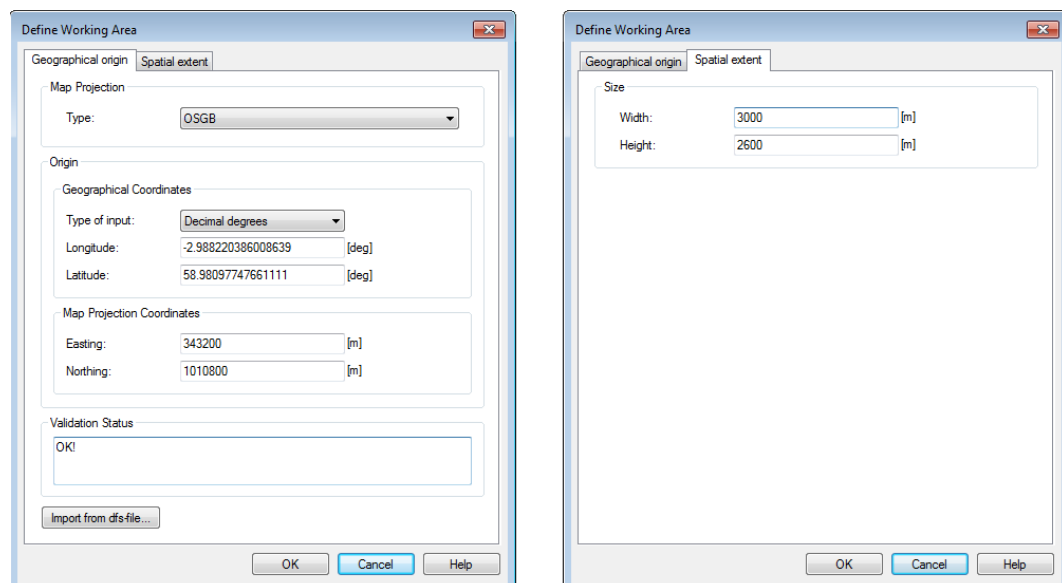 Define Working Area
Geographical origin Spatial extent
Map Projection
Type: OSGB
Origin
Geographical Coordinates
Type of input: Decimal degrees
Longitude: -2.988220386008639 [deg]
Latitude: 58.98097747661111 [deg]
Map Projection Coordinates
Easting: 343200 [m]
Northing: 1010800 [m]
Validation Status
OK!
Import from dfs-file...
OK Cancel Help
Define Working Area
Geographical origin Spatial extent
Size
Width: 3000 [m]
Height: 2600 [m]
OK Cancel Help